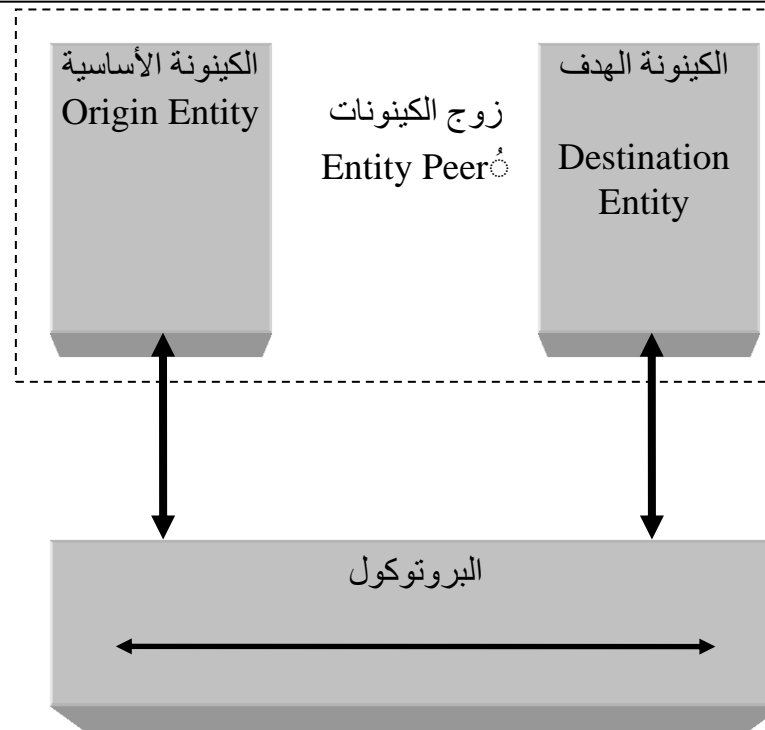 الكينونة الأساسية
Origin Entity
زوج الكينونات
Entity Peerُ
الكينونة الهدف
Destination
Entity
البروتوكول